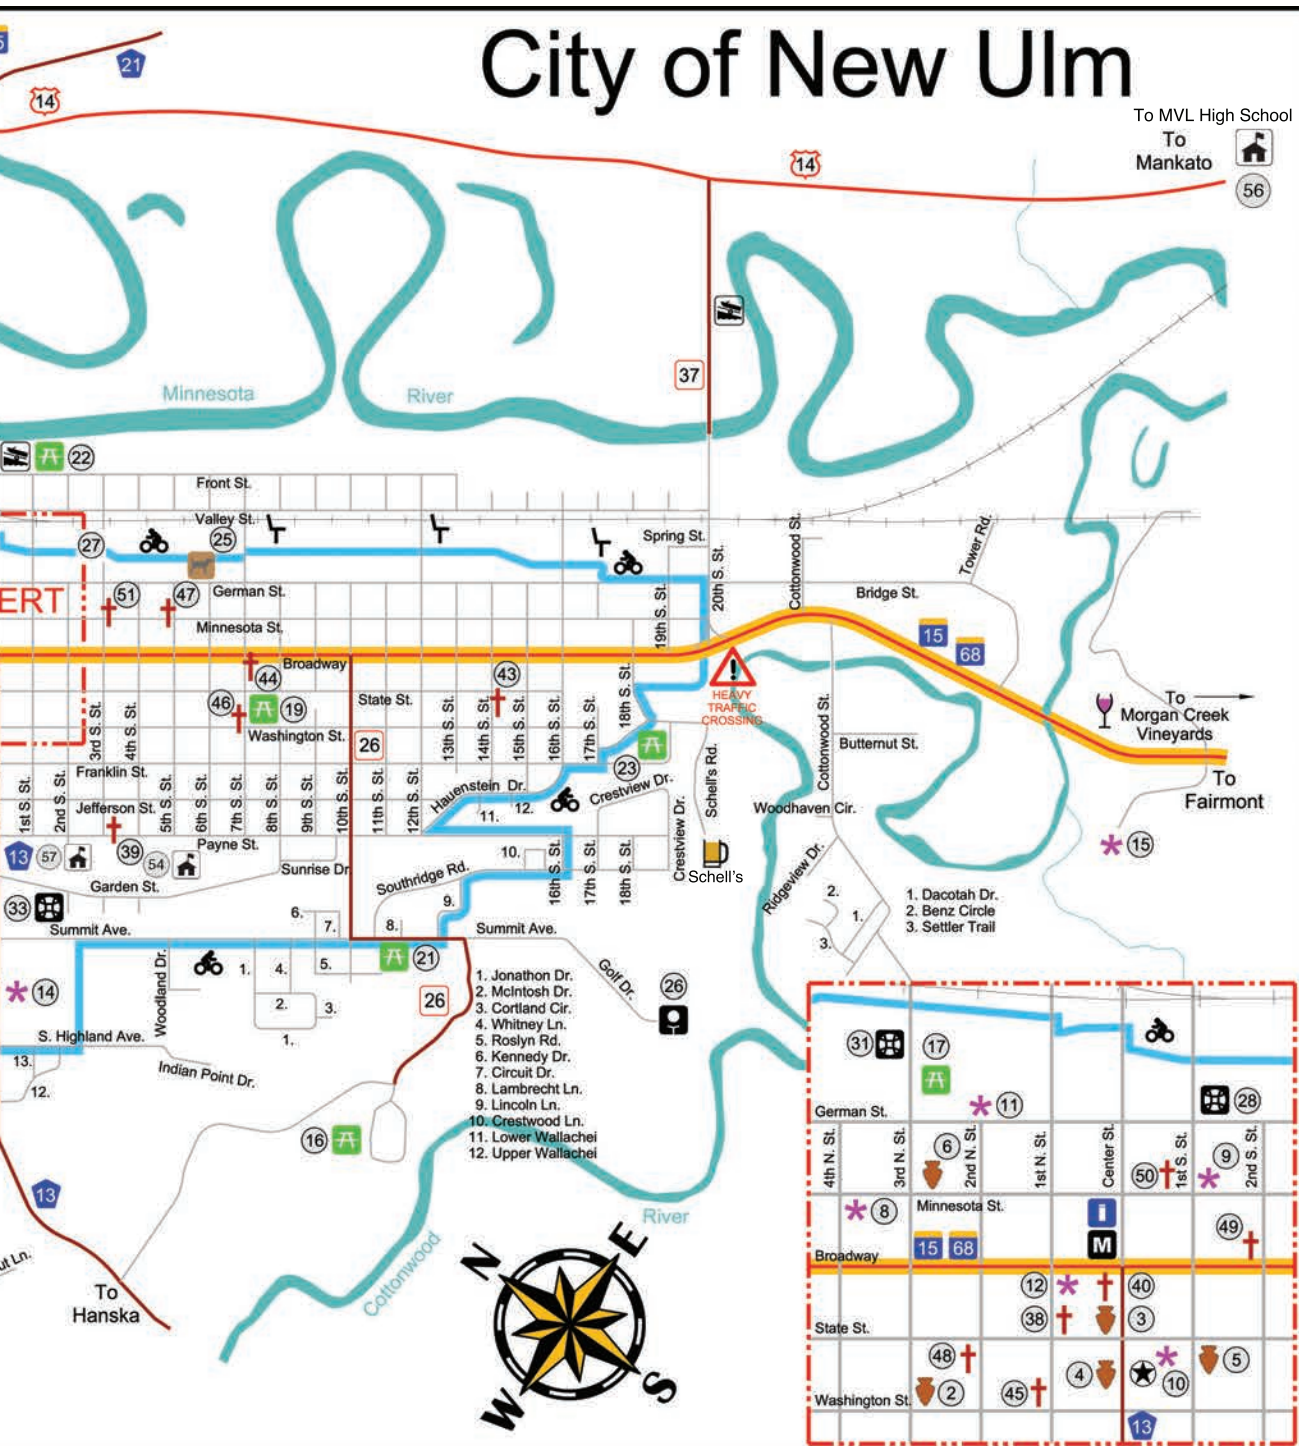 City of New Ulm
5
21
14
To MVL High School
To
Mankato
14
56
37
Minnesota
River
22
Front St.
Valley St.
27
25
Spring St.
20th S. St.
Cottonwood St.
Tower Rd.
ERT
51
47
German St.
Minnesota St.
19th S. St.
Bridge St.
15
68
Broadway
44
43
!
HEAVY
TRAFFIC
CROSSING
46
19
State St.
Washington St.
3rd S. St.
4th S. St.
13th S. St.
14th S. St.
15th S. St.
16th S. St.
17th S. St.
18th S. St.
To
Morgan Creek
Vineyards
26
23
Butternut St.
Cottonwood St.
Schell's Rd.
To
Fairmont
Franklin St.
Jefferson St.
1st S. St.
2nd S. St.
5th S. St.
6th S. St.
7th S. St.
8th S. St.
9th S. St.
10th S. St.
11th S. St.
12th S. St.
Hauenstein Dr.
12.
11.
Crestview Dr.
Crestview Dr.
Woodhaven Cir.
15
13
57
39
54
Payne St.
Sunrise Dr.
10.
Southridge Rd.
Garden St.
16th S. St.
17th S. St.
18th S. St.
Schell's
Ridgeview Dr.
33
9.
6.
7.
8.
Summit Ave.
Summit Ave.
2.
1.
3.
1. Dacotah Dr.
2. Benz Circle
3. Settler Trail
21
14
Woodland Dr.
1.
4.
5.
2.
3.
1.
26
Golf Dr.
26
S. Highland Ave.
13.
12.
Indian Point Dr.
1. Jonathon Dr.
2. McIntosh Dr.
3. Cortland Cir.
4. Whitney Ln.
5. Roslyn Rd.
6. Kennedy Dr.
7. Circuit Dr.
8. Lambrecht Ln.
9. Lincoln Ln.
10. Crestwood Ln.
11. Lower Wallachei
12. Upper Wallachei
16
13
ut Ln.
To
Hanska
Cottonwood
River
N
E
W
S
31
17
11
28
German St.
4th N. St.
3rd N. St.
6
2nd N. St.
1st N. St.
Center St.
50
1st S. St.
9
2nd S. St.
8
Minnesota St.
i
15
68
M
49
Broadway
12
40
38
3
State St.
48
2
45
4
10
5
Washington St.
13